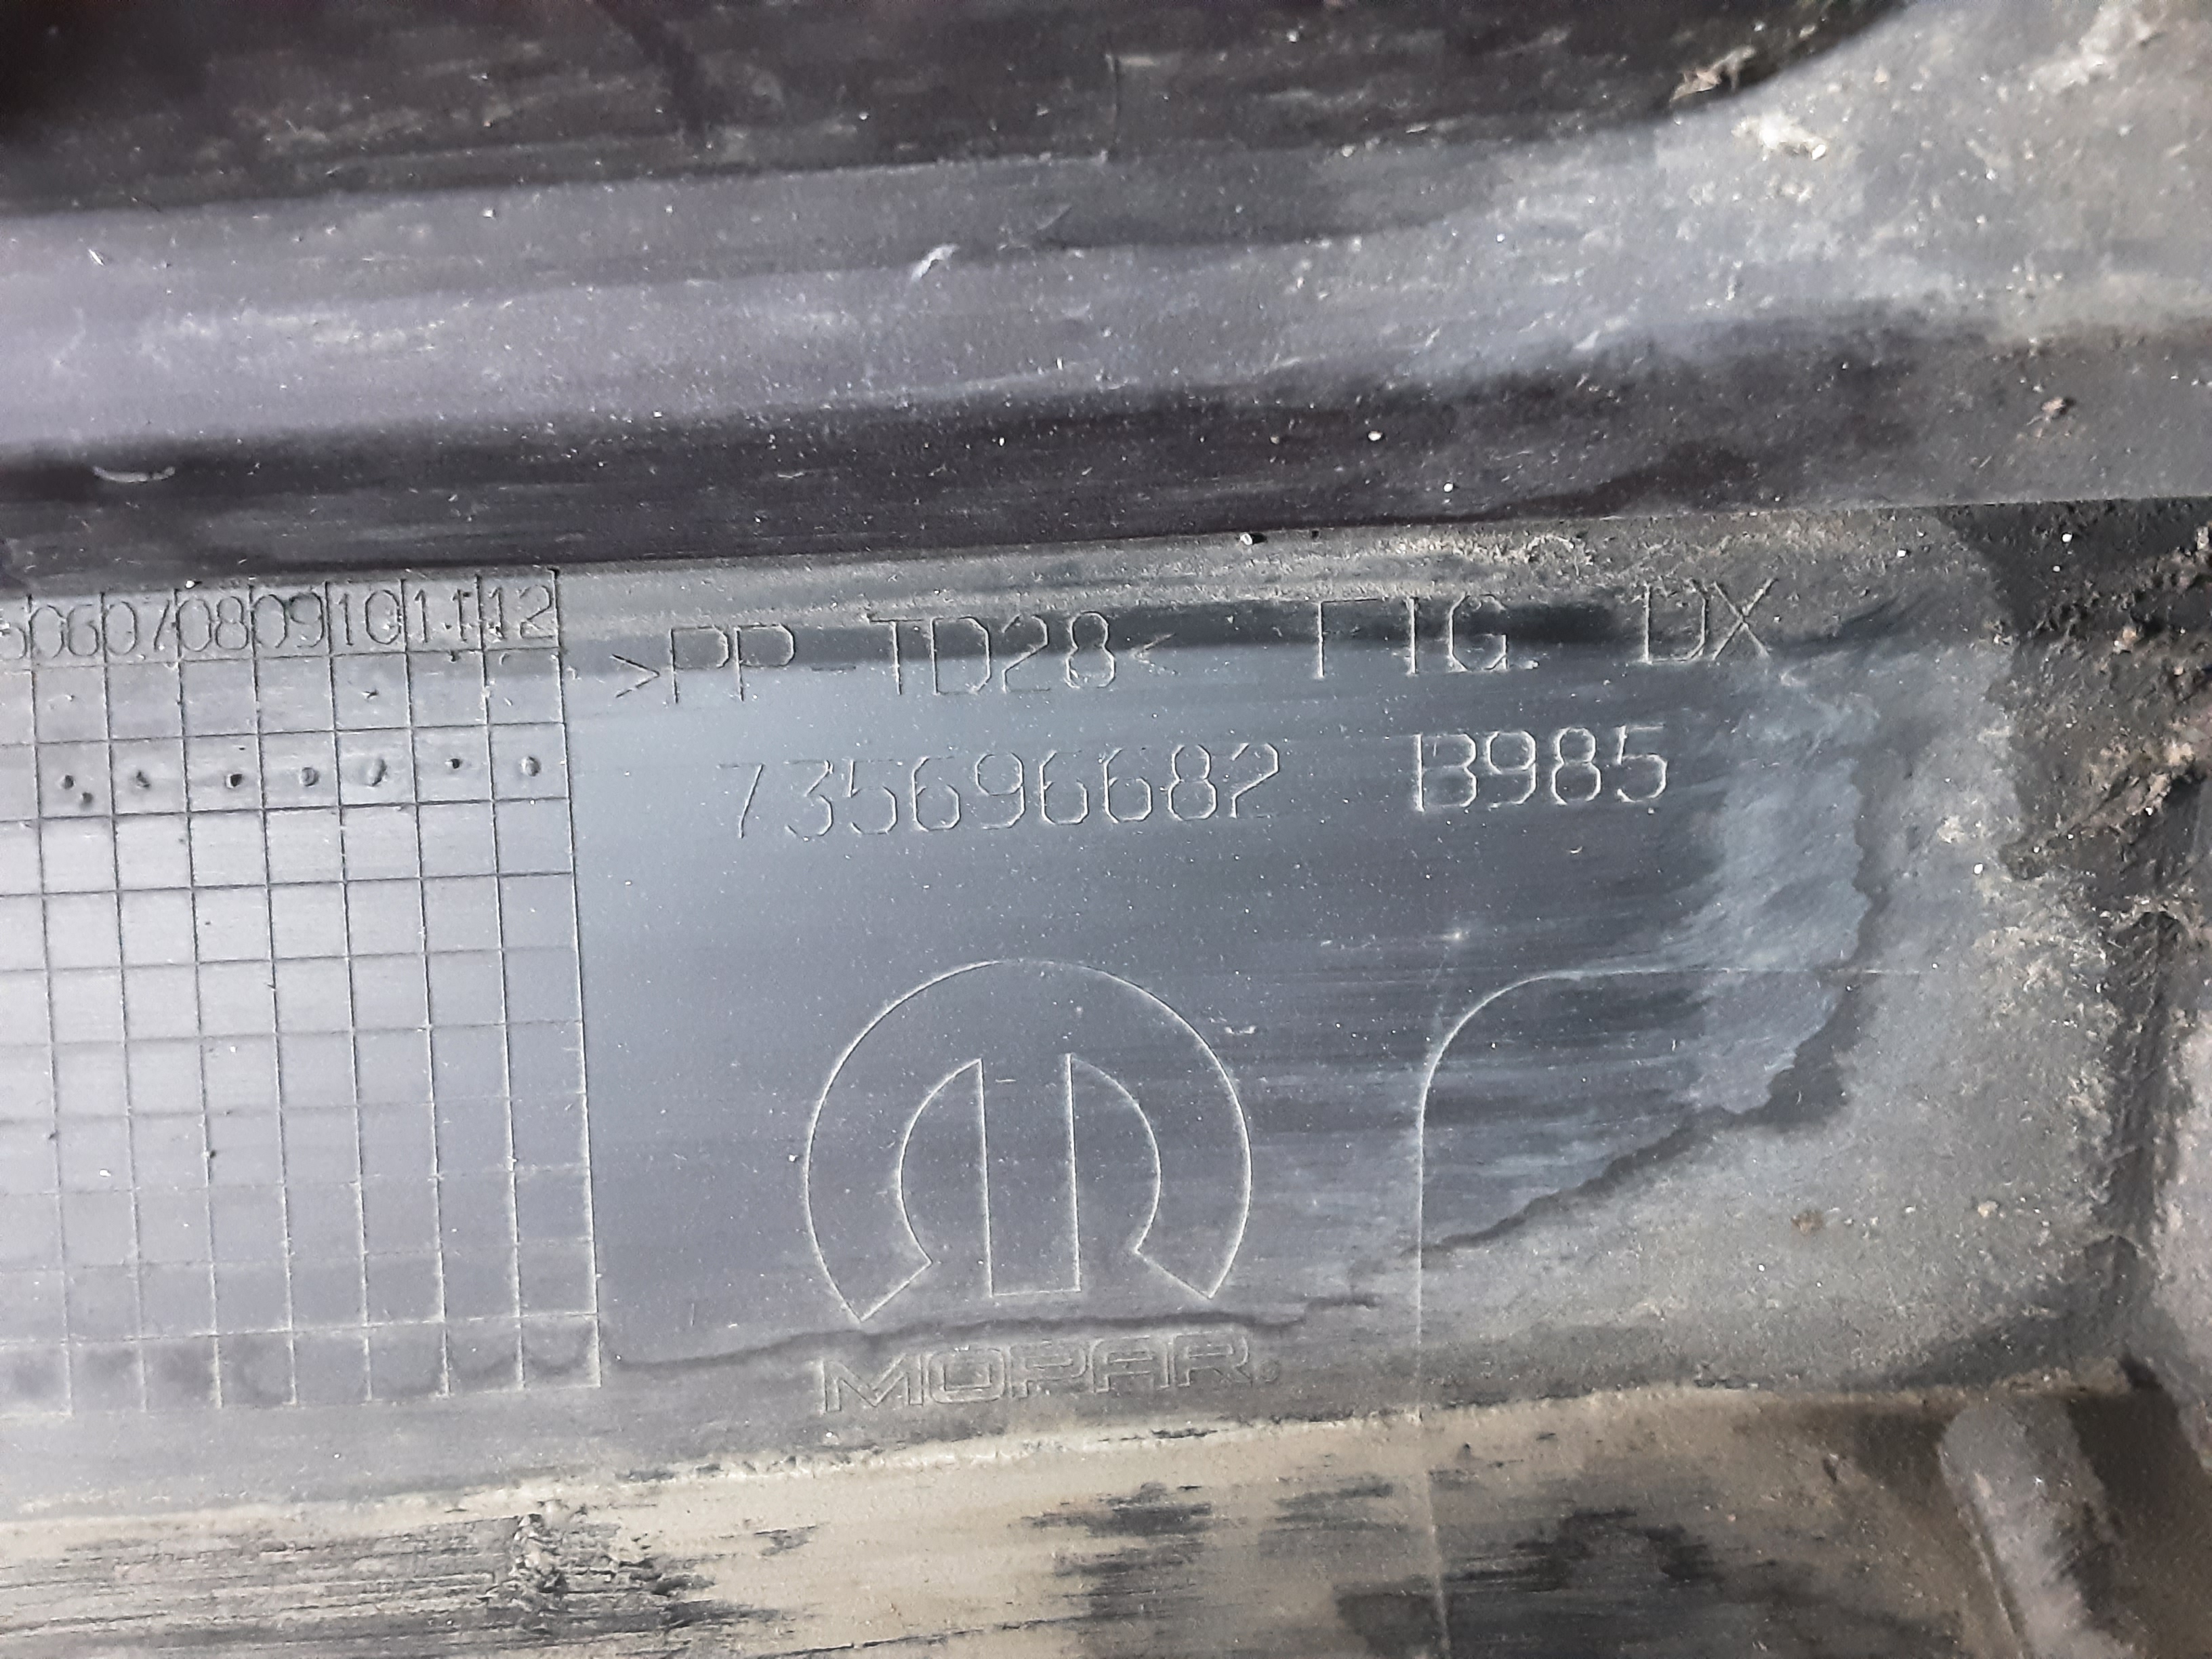 06 07 08 09 10 11 12
>PP-TD28< FIG. DX
735696682 B985
MOPAR